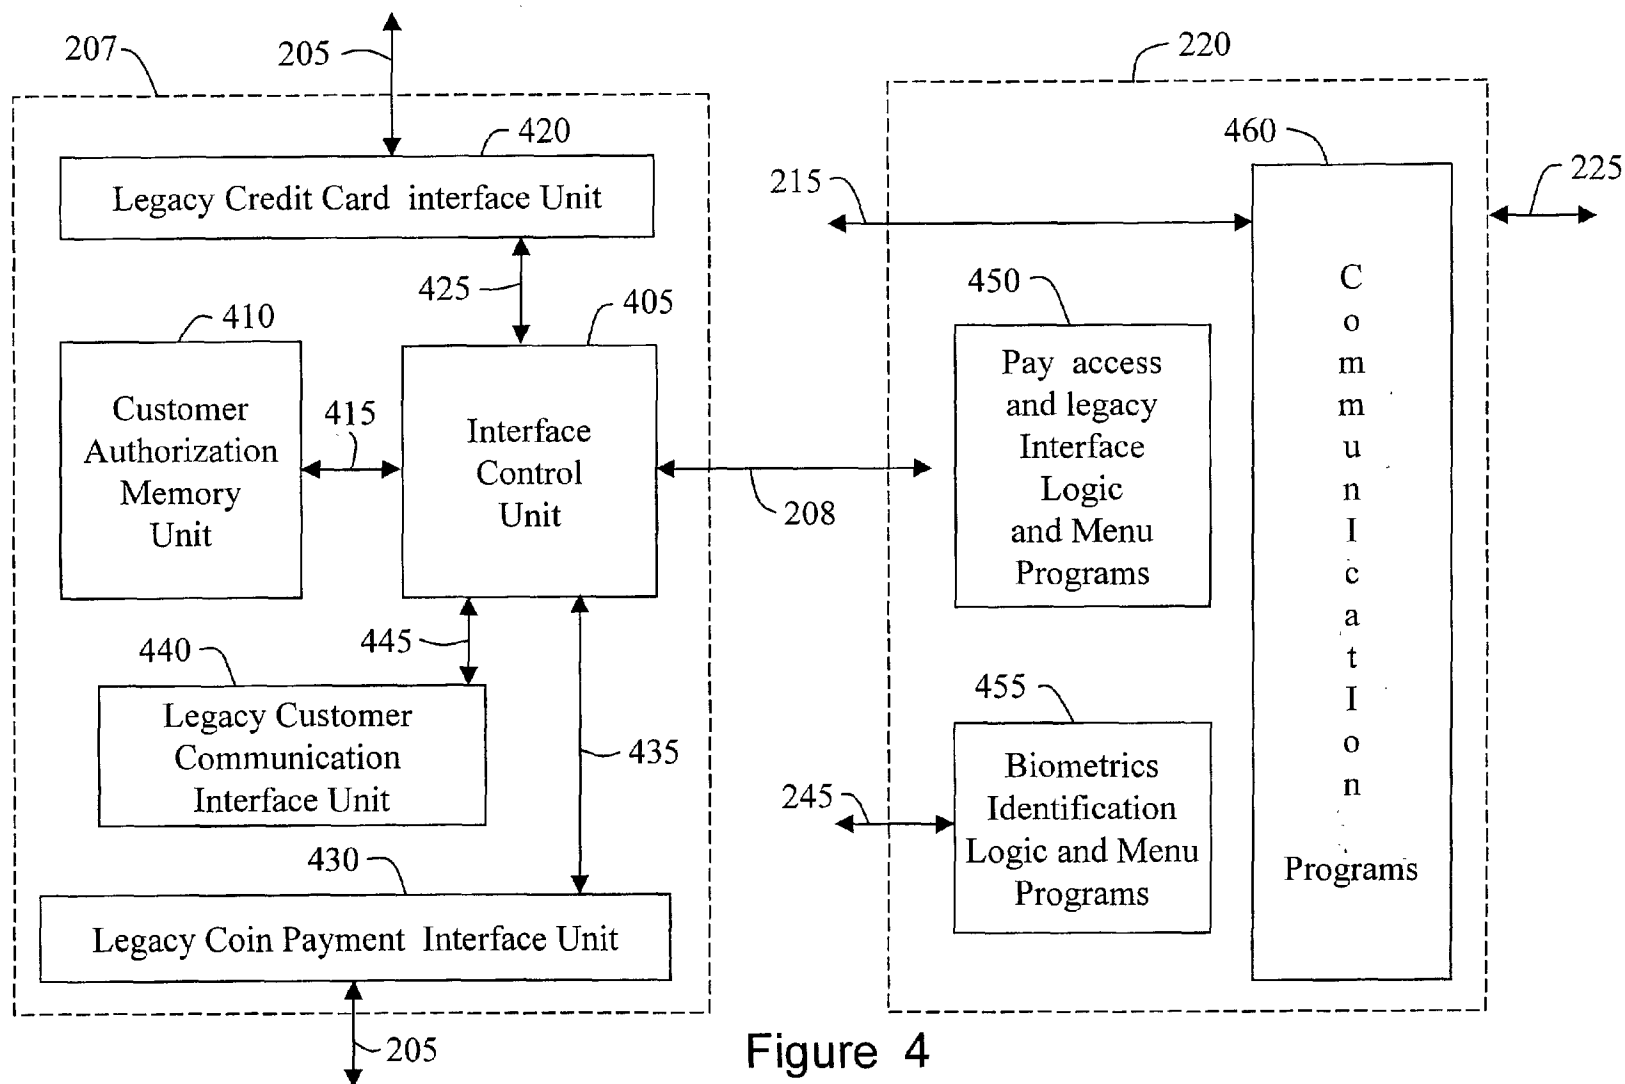 207
205
420
Legacy Credit Card interface Unit
425
410
Customer
Authorization
Memory
Unit
415
405
Interface
Control
Unit
208
445
440
Legacy Customer
Communication
Interface Unit
435
430
Legacy Coin Payment Interface Unit
205
220
215
460
225
C
o
m
m
u
n
I
c
a
t
I
o
n
Programs
450
Pay access
and legacy
Interface
Logic
and Menu
Programs
455
245
Biometrics
Identification
Logic and Menu
Programs
Figure 4